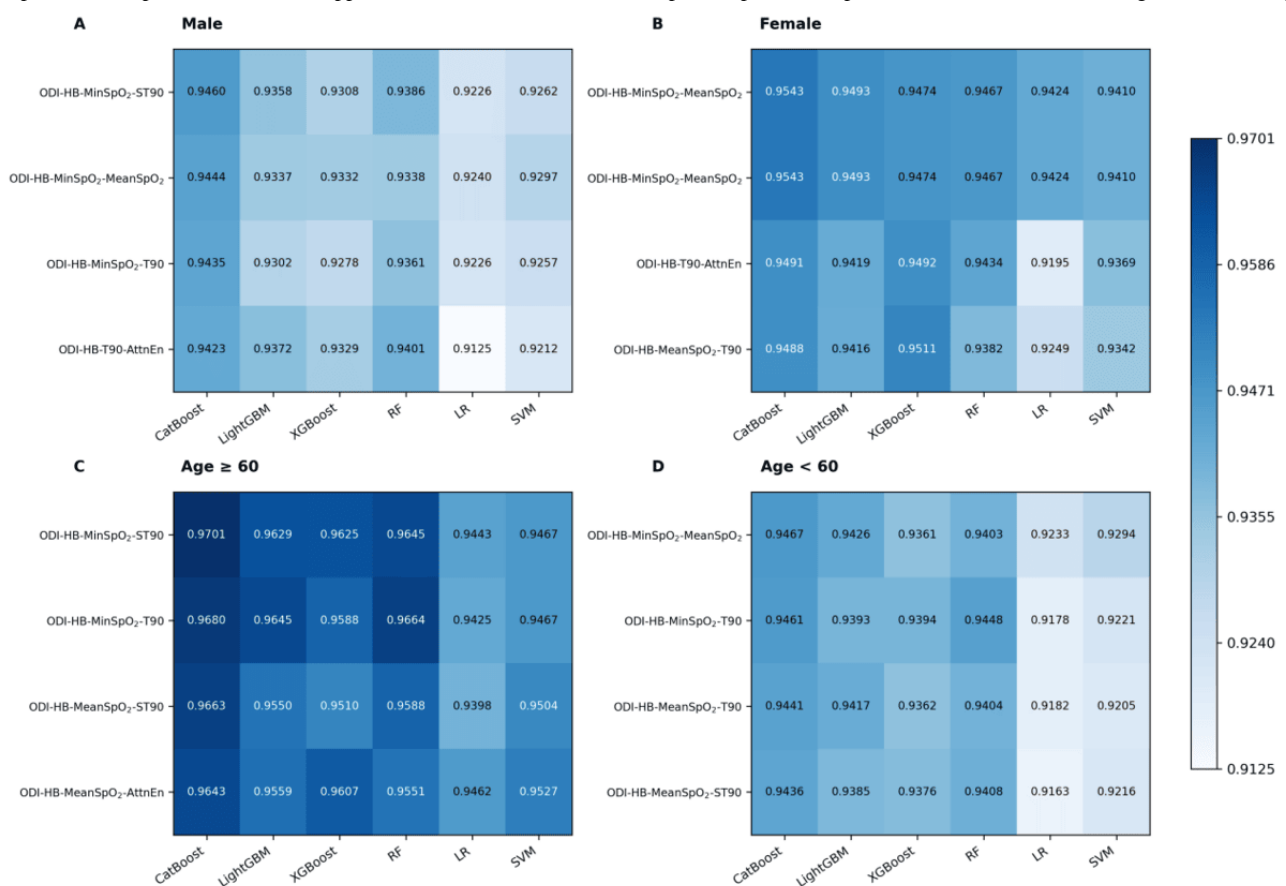 A Male
ODI-HB-MinSpO₂-ST90 0.9460 0.9358 0.9308 0.9386 0.9226 0.9262
ODI-HB-MinSpO₂-MeanSpO₂ 0.9444 0.9337 0.9332 0.9338 0.9240 0.9297
ODI-HB-MinSpO₂-T90 0.9435 0.9302 0.9278 0.9361 0.9226 0.9257
ODI-HB-T90-AttnEn 0.9423 0.9372 0.9329 0.9401 0.9125 0.9212
CatBoost LightGBM XGBoost RF LR SVM
B Female
ODI-HB-MinSpO₂-MeanSpO₂ 0.9543 0.9493 0.9474 0.9467 0.9424 0.9410
ODI-HB-MinSpO₂-MeanSpO₂ 0.9543 0.9493 0.9474 0.9467 0.9424 0.9410
ODI-HB-T90-AttnEn 0.9491 0.9419 0.9492 0.9434 0.9195 0.9369
ODI-HB-MeanSpO₂-T90 0.9488 0.9416 0.9511 0.9382 0.9249 0.9342
CatBoost LightGBM XGBoost RF LR SVM
C Age ≥ 60
ODI-HB-MinSpO₂-ST90 0.9701 0.9629 0.9625 0.9645 0.9443 0.9467
ODI-HB-MinSpO₂-T90 0.9680 0.9645 0.9588 0.9664 0.9425 0.9467
ODI-HB-MeanSpO₂-ST90 0.9663 0.9550 0.9510 0.9588 0.9398 0.9504
ODI-HB-MeanSpO₂-AttnEn 0.9643 0.9559 0.9607 0.9551 0.9462 0.9527
CatBoost LightGBM XGBoost RF LR SVM
D Age < 60
ODI-HB-MinSpO₂-MeanSpO₂ 0.9467 0.9426 0.9361 0.9403 0.9233 0.9294
ODI-HB-MinSpO₂-T90 0.9461 0.9393 0.9394 0.9448 0.9178 0.9221
ODI-HB-MeanSpO₂-T90 0.9441 0.9417 0.9362 0.9404 0.9182 0.9205
ODI-HB-MeanSpO₂-ST90 0.9436 0.9385 0.9376 0.9408 0.9163 0.9216
CatBoost LightGBM XGBoost RF LR SVM
0.9701
0.9586
0.9471
0.9355
0.9240
0.9125